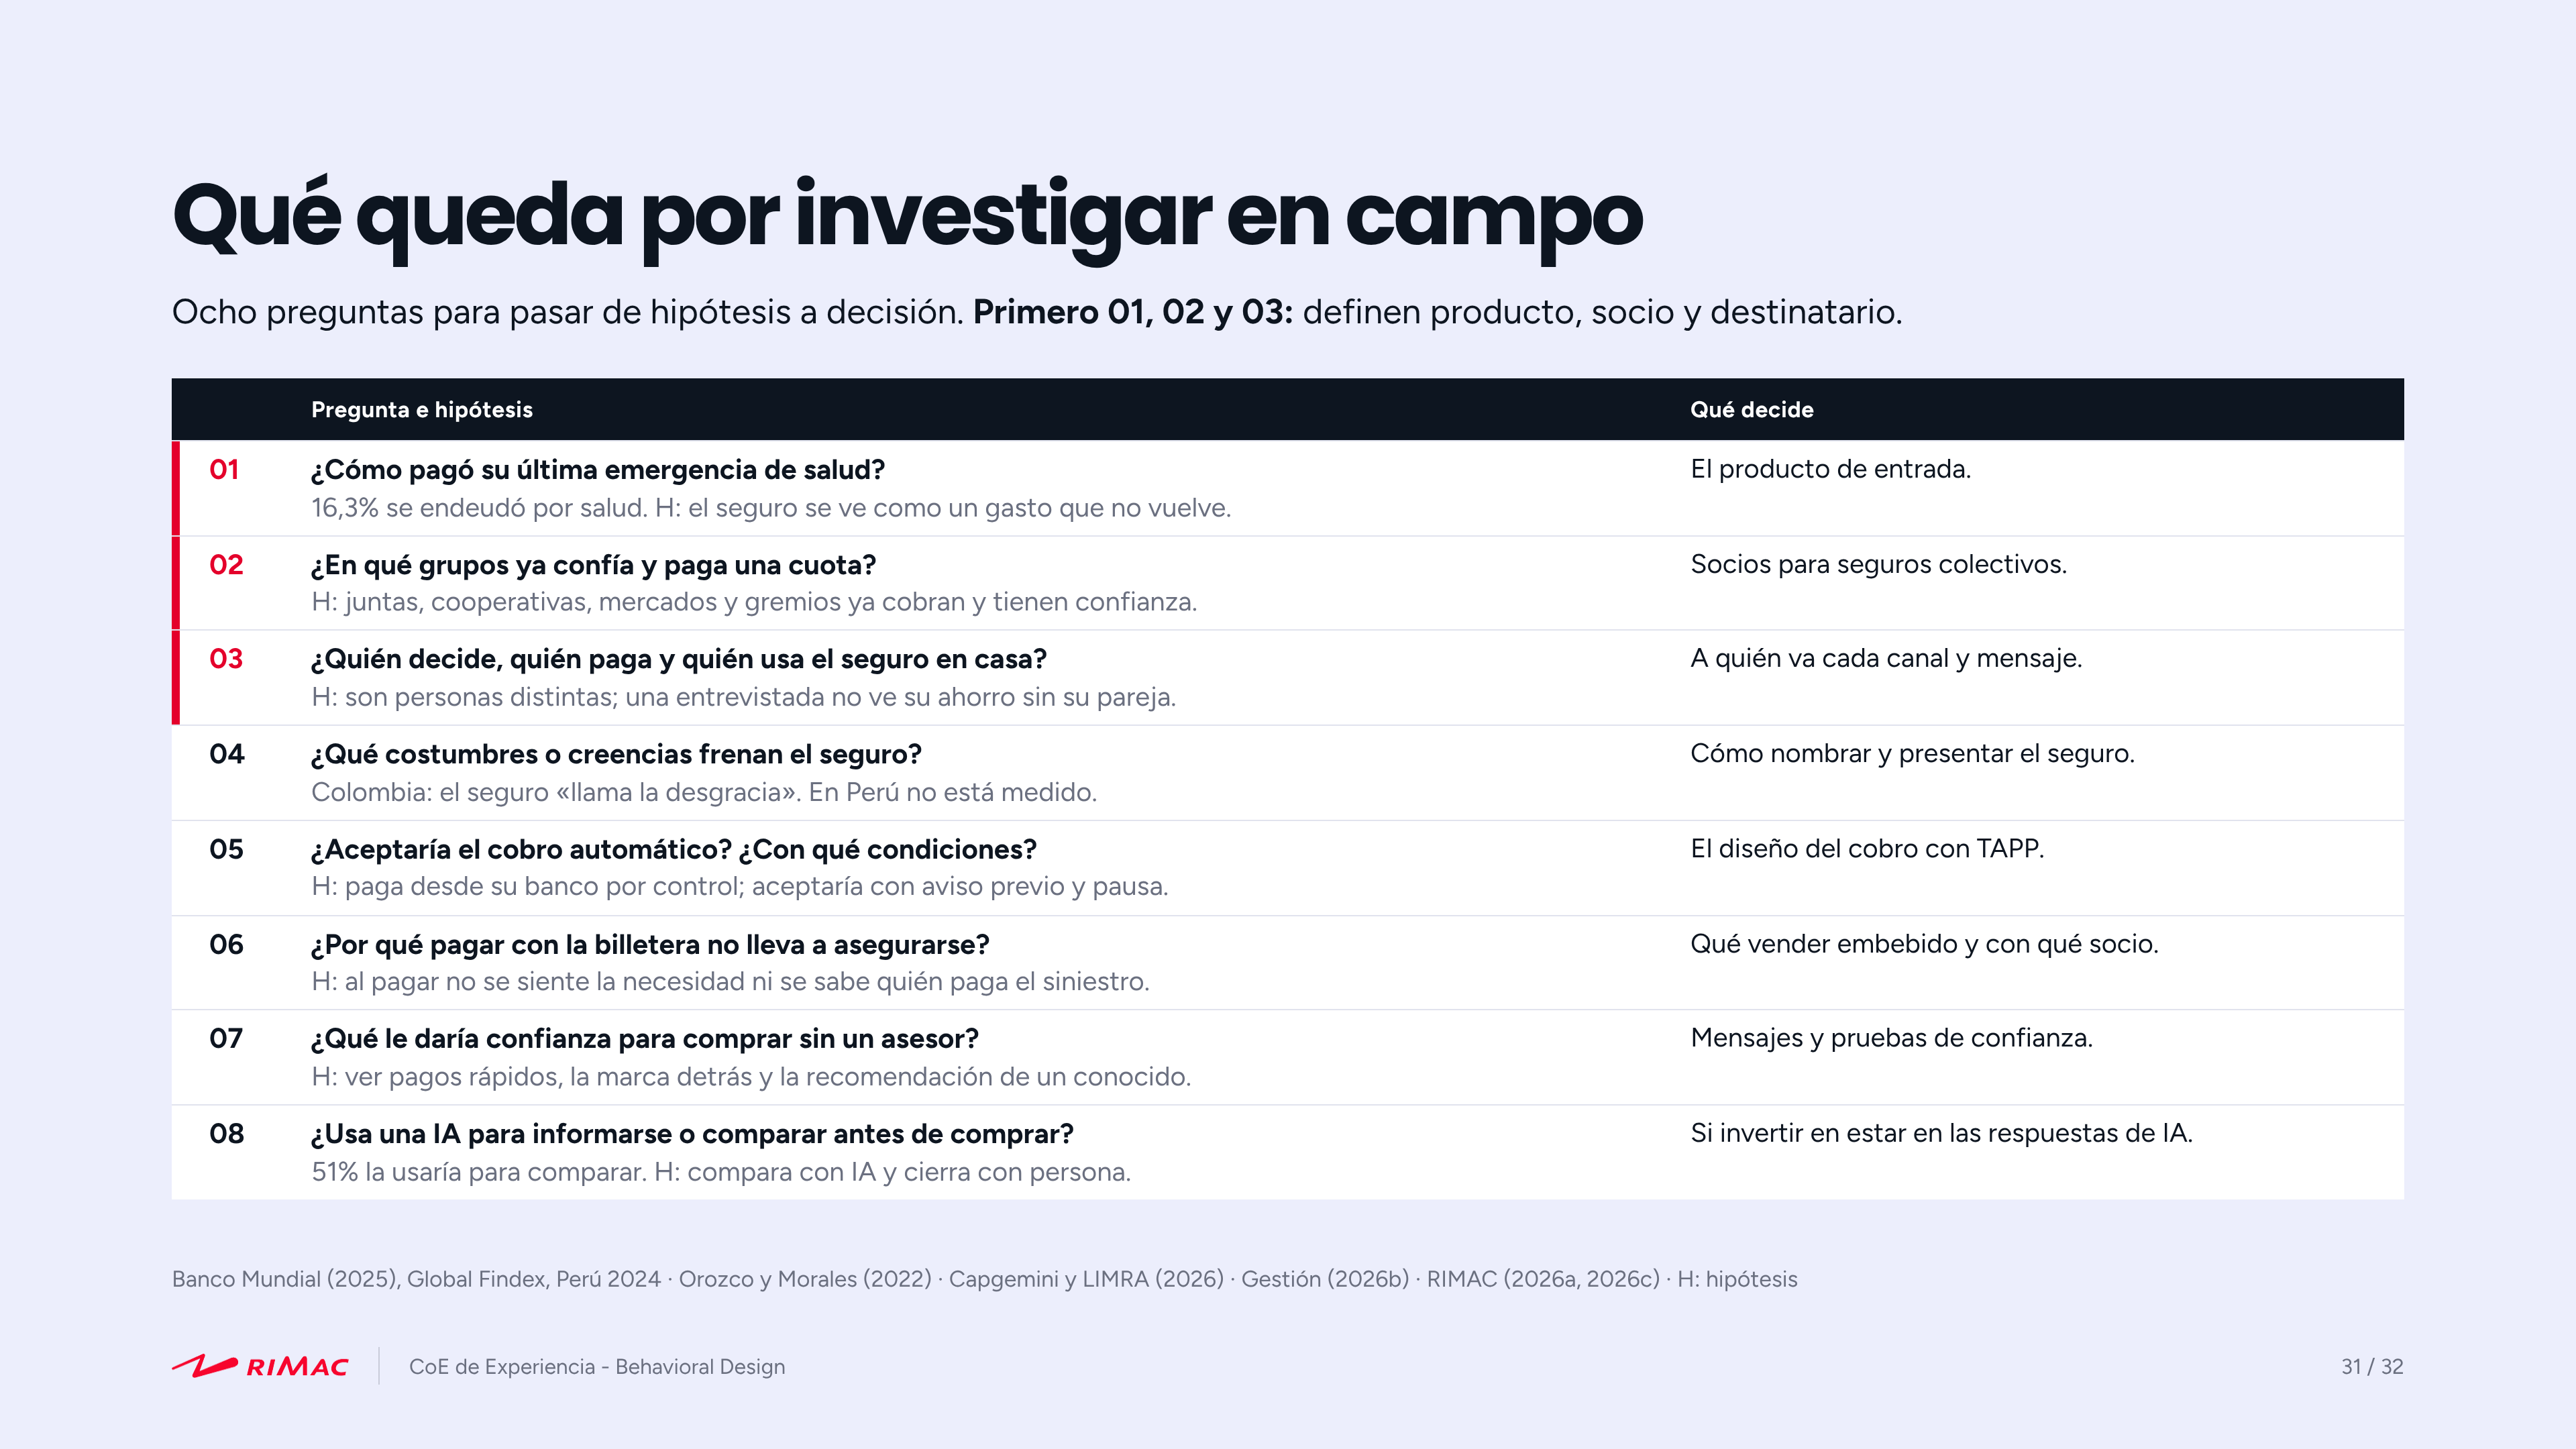 Qué queda por investigar en campo
Ocho preguntas para pasar de hipótesis a decisión. Primero 01, 02 y 03: definen producto, socio y destinatario.
Pregunta e hipótesis Qué decide
01 ¿Cómo pagó su última emergencia de salud? El producto de entrada.
16,3% se endeudó por salud. H: el seguro se ve como un gasto que no vuelve.
02 ¿En qué grupos ya confía y paga una cuota? Socios para seguros colectivos.
H: juntas, cooperativas, mercados y gremios ya cobran y tienen confianza.
03 ¿Quién decide, quién paga y quién usa el seguro en casa? A quién va cada canal y mensaje.
H: son personas distintas; una entrevistada no ve su ahorro sin su pareja.
04 ¿Qué costumbres o creencias frenan el seguro? Cómo nombrar y presentar el seguro.
Colombia: el seguro «llama la desgracia». En Perú no está medido.
05 ¿Aceptaría el cobro automático? ¿Con qué condiciones? El diseño del cobro con TAPP.
H: paga desde su banco por control; aceptaría con aviso previo y pausa.
06 ¿Por qué pagar con la billetera no lleva a asegurarse? Qué vender embebido y con qué socio.
H: al pagar no se siente la necesidad ni se sabe quién paga el siniestro.
07 ¿Qué le daría confianza para comprar sin un asesor? Mensajes y pruebas de confianza.
H: ver pagos rápidos, la marca detrás y la recomendación de un conocido.
08 ¿Usa una IA para informarse o comparar antes de comprar? Si invertir en estar en las respuestas de IA.
51% la usaría para comparar. H: compara con IA y cierra con persona.
Banco Mundial (2025), Global Findex, Perú 2024 · Orozco y Morales (2022) · Capgemini y LIMRA (2026) · Gestión (2026b) · RIMAC (2026a, 2026c) · H: hipótesis
RIMAC CoE de Experiencia - Behavioral Design 31 / 32